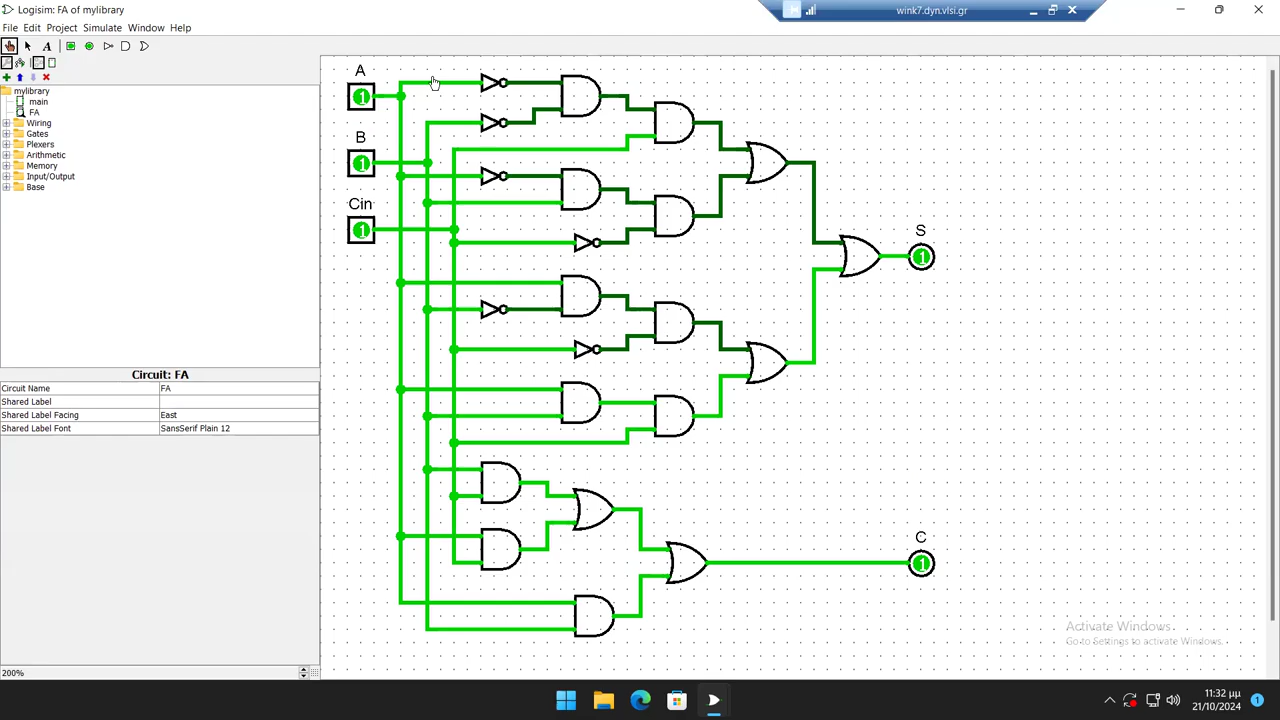 Logisim: FA of mylibrary
wink7.dyn.vlsi.gr
File Edit Project Simulate Window Help
A
mylibrary
main
FA
Wiring
Gates
Plexers
Arithmetic
Memory
Input/Output
Base
A
1
B
1
Cin
1
S
1
C
1
Circuit: FA
Circuit Name FA
Shared Label
Shared Label Facing East
Shared Label Font SansSerif Plain 12
Activate Windows
Go to Settings to activate Windows.
200%
11:32 μμ
21/10/2024
1